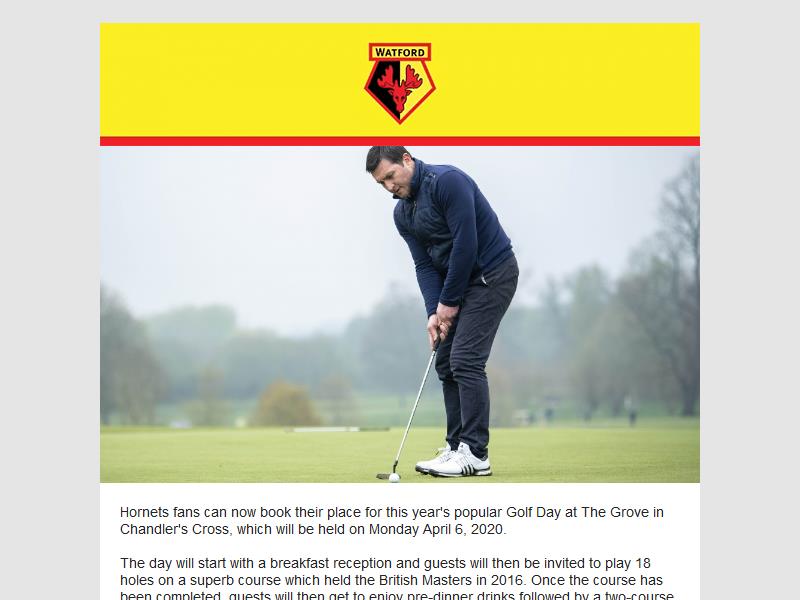 WATFORD
Hornets fans can now book their place for this year's popular Golf Day at The Grove in
Chandler's Cross, which will be held on Monday April 6, 2020.
The day will start with a breakfast reception and guests will then be invited to play 18
holes on a superb course which held the British Masters in 2016. Once the course has
been completed, guests will then get to enjoy pre-dinner drinks followed by a two-course